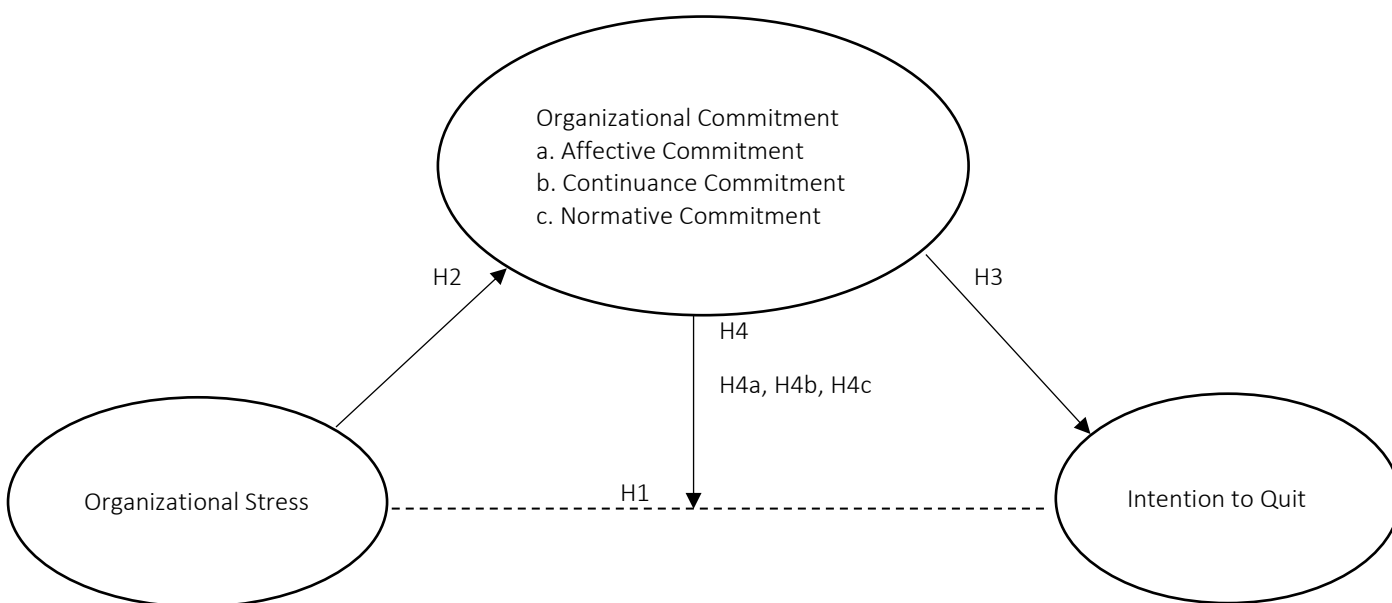 Organizational Commitment
a. Affective Commitment
b. Continuance Commitment
c. Normative Commitment
H2
H3
H4
H4a, H4b, H4c
H1
Organizational Stress
Intention to Quit